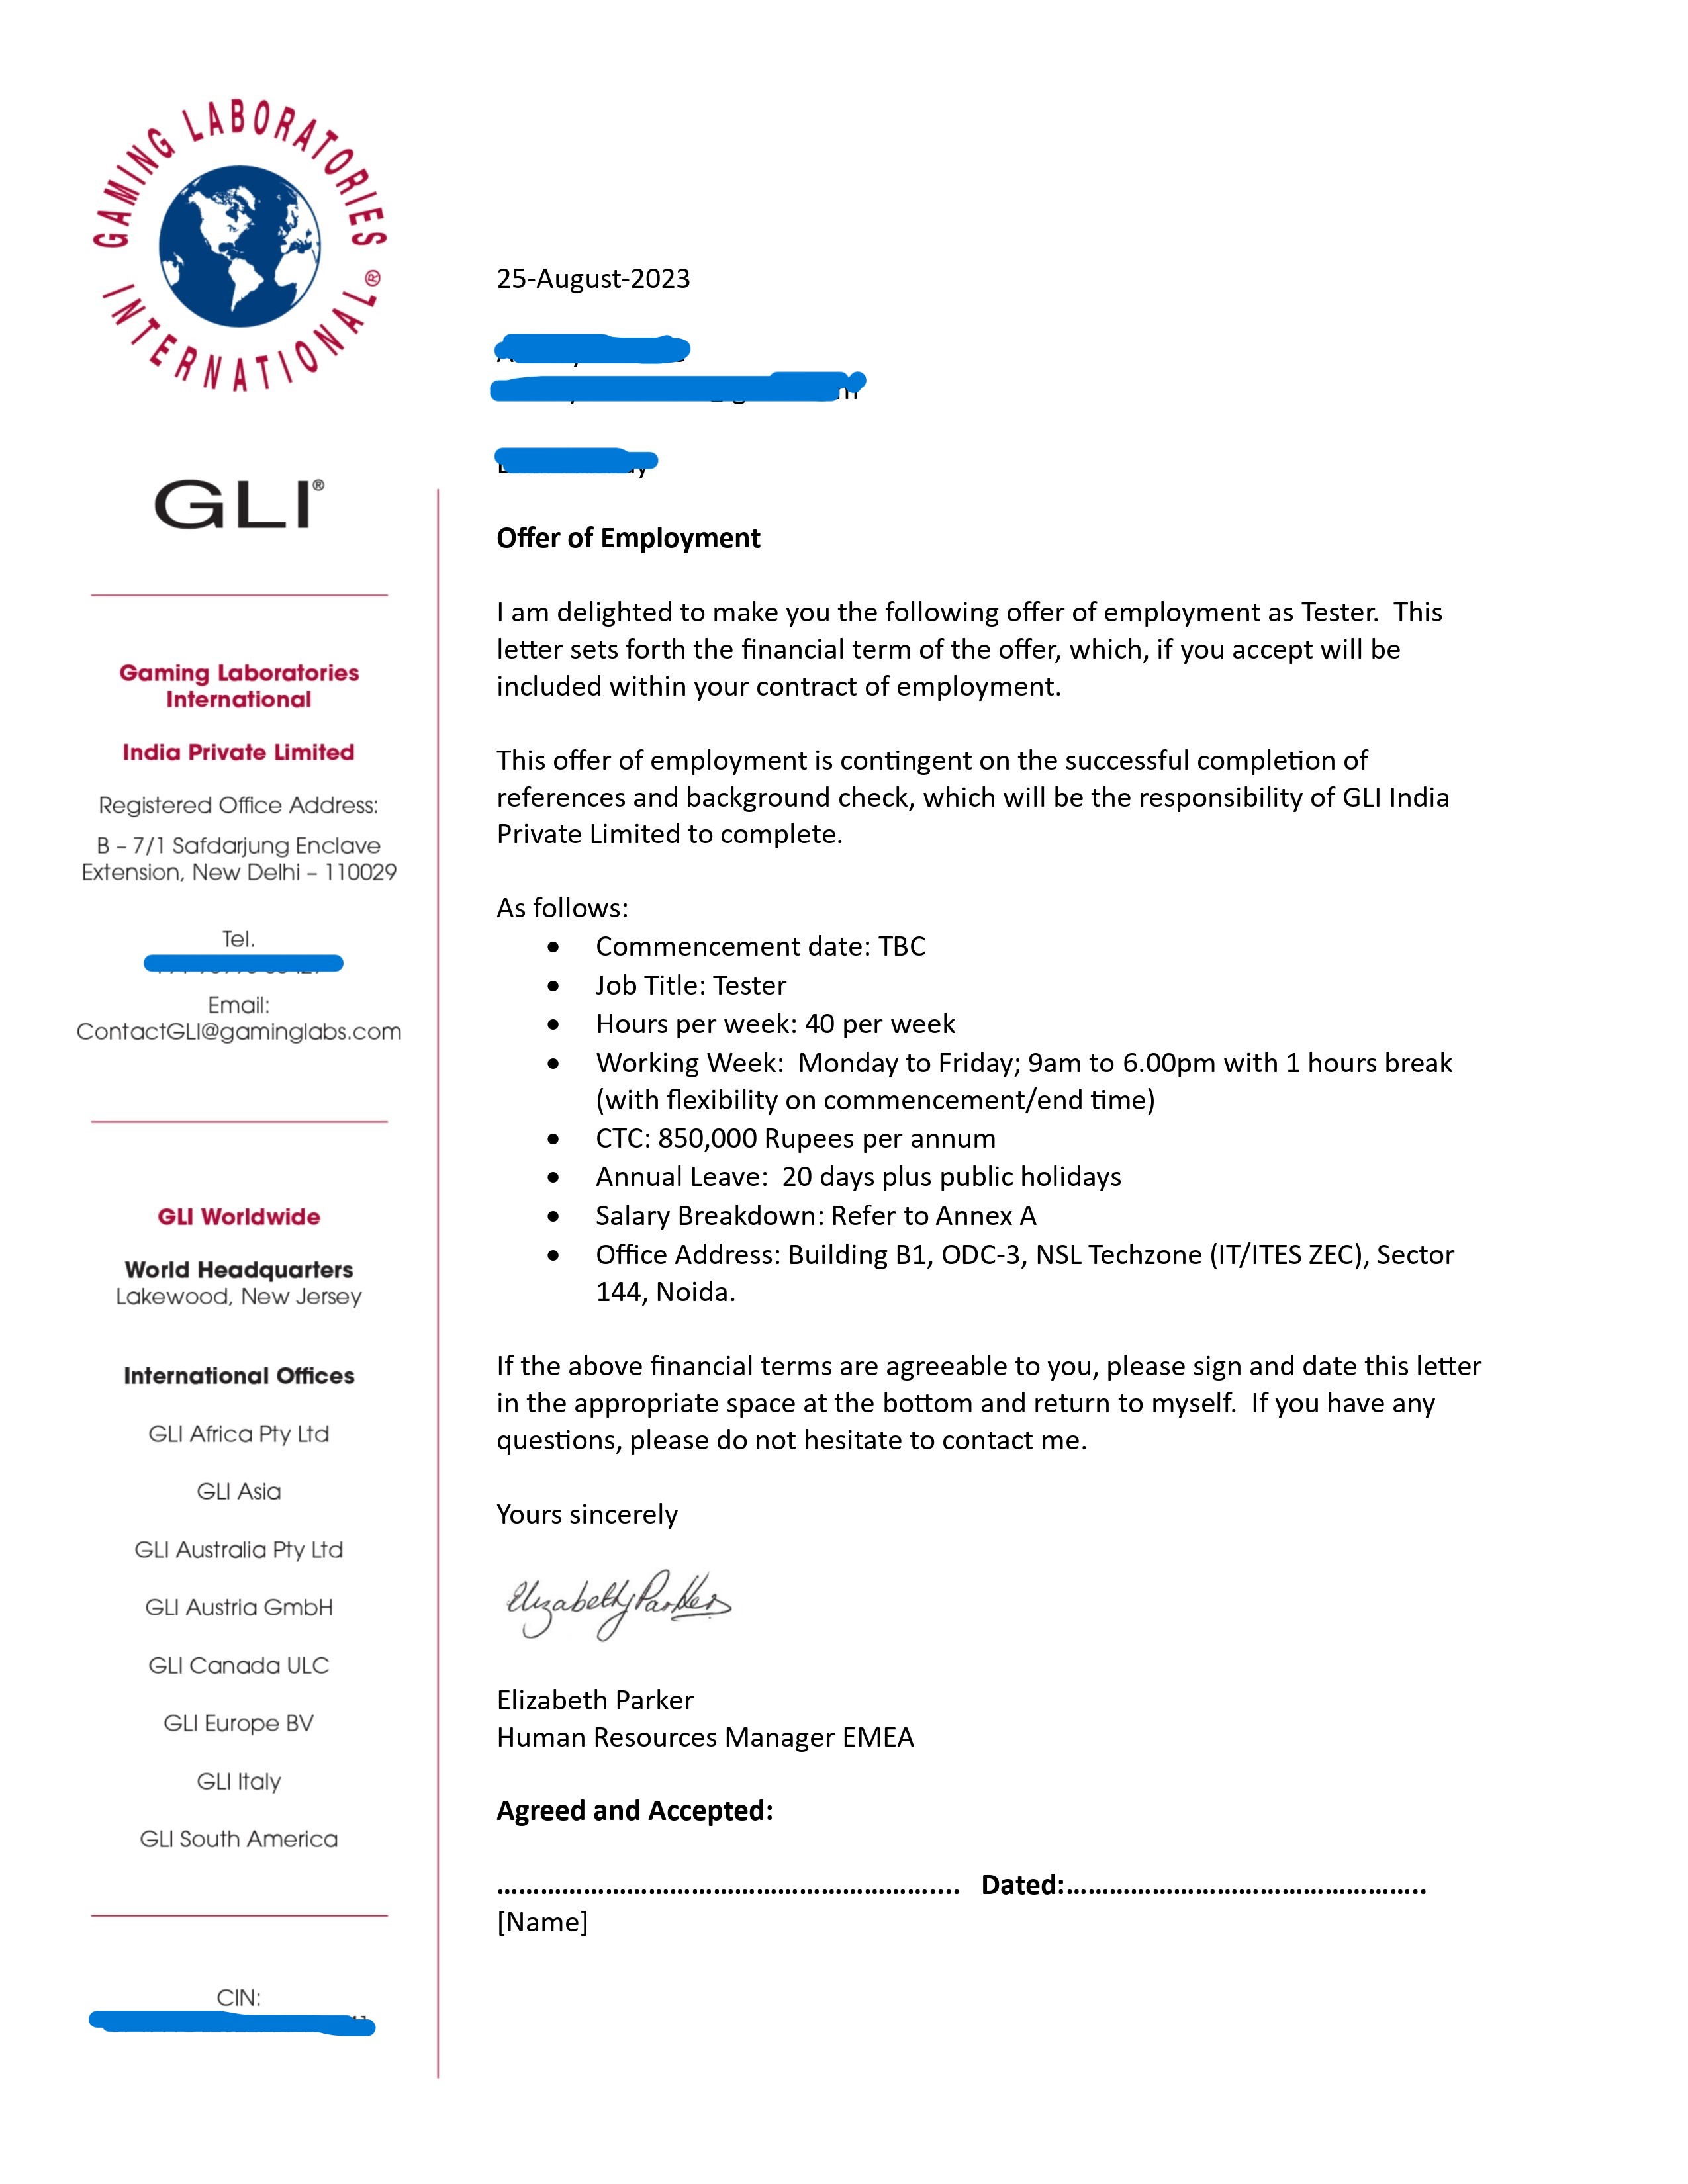 GAMING LABORATORIES
INTERNATIONAL®
GLI®
Gaming Laboratories
International
India Private Limited
Registered Office Address:
B – 7/1 Safdarjung Enclave
Extension, New Delhi – 110029
Tel.
Email:
ContactGLI@gaminglabs.com
GLI Worldwide
World Headquarters
Lakewood, New Jersey
International Offices
GLI Africa Pty Ltd
GLI Asia
GLI Australia Pty Ltd
GLI Austria GmbH
GLI Canada ULC
GLI Europe BV
GLI Italy
GLI South America
CIN:
25-August-2023
Offer of Employment
I am delighted to make you the following offer of employment as Tester. This
letter sets forth the financial term of the offer, which, if you accept will be
included within your contract of employment.
This offer of employment is contingent on the successful completion of
references and background check, which will be the responsibility of GLI India
Private Limited to complete.
As follows:
• Commencement date: TBC
• Job Title: Tester
• Hours per week: 40 per week
• Working Week: Monday to Friday; 9am to 6.00pm with 1 hours break
(with flexibility on commencement/end time)
• CTC: 850,000 Rupees per annum
• Annual Leave: 20 days plus public holidays
• Salary Breakdown: Refer to Annex A
• Office Address: Building B1, ODC-3, NSL Techzone (IT/ITES ZEC), Sector
144, Noida.
If the above financial terms are agreeable to you, please sign and date this letter
in the appropriate space at the bottom and return to myself. If you have any
questions, please do not hesitate to contact me.
Yours sincerely
Elizabeth Parker
Elizabeth Parker
Human Resources Manager EMEA
Agreed and Accepted:
…………………………………………………….... Dated:…………………………………………..
[Name]